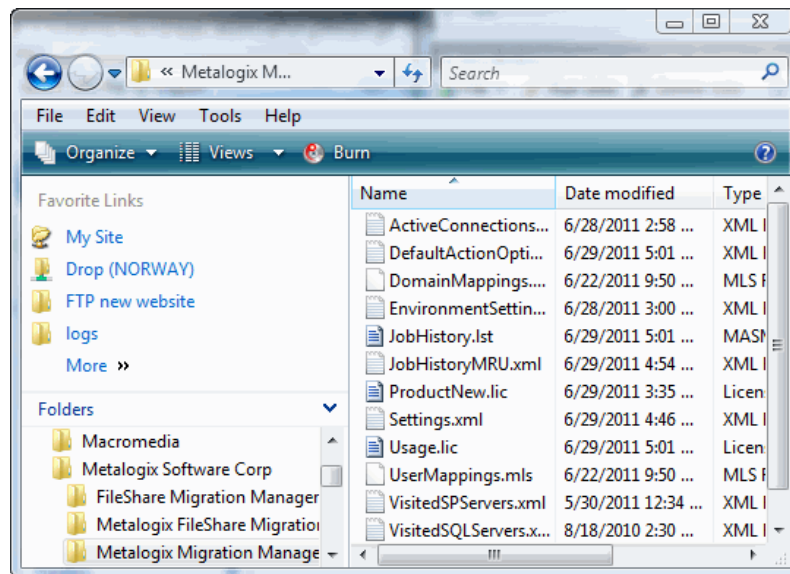 « Metalogix M...
Search
File Edit View Tools Help
Organize Views Burn
Favorite Links
My Site
Drop (NORWAY)
FTP new website
logs
More »
Folders
Macromedia
Metalogix Software Corp
FileShare Migration Manager
Metalogix FileShare Migration
Metalogix Migration Manage
Name Date modified Type
ActiveConnections... 6/28/2011 2:58 ... XML
DefaultActionOpti... 6/29/2011 5:01 ... XML
DomainMappings.... 6/22/2011 9:50 ... MLS F
EnvironmentSettin... 6/28/2011 3:00 ... XML
JobHistory.lst 6/29/2011 5:01 ... MASM
JobHistoryMRU.xml 6/29/2011 4:54 ... XML
ProductNew.lic 6/29/2011 3:35 ... Licen
Settings.xml 6/29/2011 4:46 ... XML
Usage.lic 6/29/2011 5:01 ... Licen
UserMappings.mls 6/22/2011 9:50 ... MLS F
VisitedSPServers.xml 5/30/2011 12:34 ... XML
VisitedSQLServers.x... 8/18/2010 2:30 ... XML